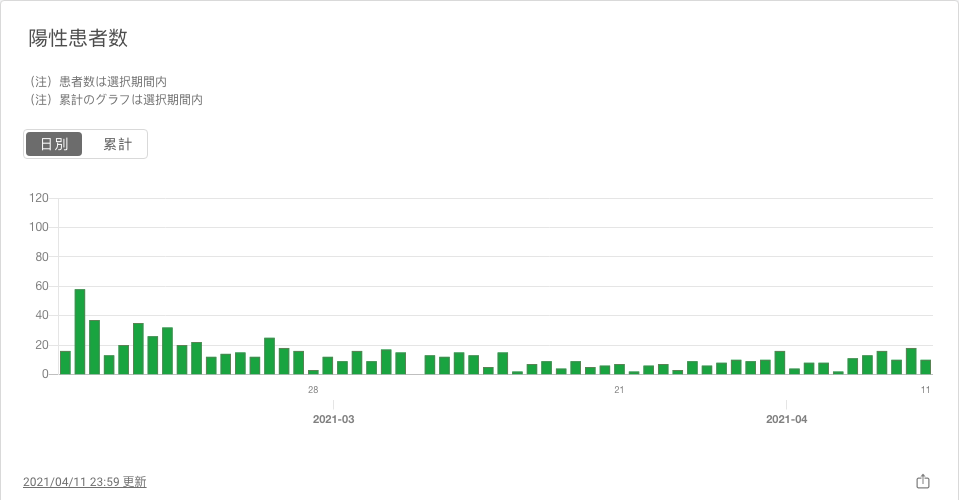 陽性患者数
（注）患者数は選択期間内
（注）累計のグラフは選択期間内
日別 累計
120
100
80
60
40
20
0
28 21 11
2021-03 2021-04
2021/04/11 23:59 更新